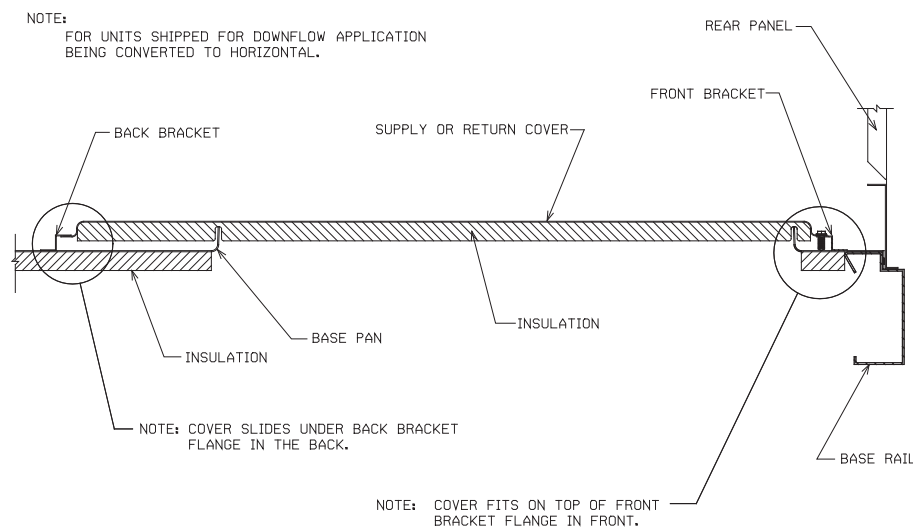 NOTE:
FOR UNITS SHIPPED FOR DOWNFLOW APPLICATION
BEING CONVERTED TO HORIZONTAL.
REAR PANEL
FRONT BRACKET
BACK BRACKET
SUPPLY OR RETURN COVER
INSULATION
BASE PAN
INSULATION
NOTE: COVER SLIDES UNDER BACK BRACKET
FLANGE IN THE BACK.
BASE RAIL
NOTE: COVER FITS ON TOP OF FRONT
BRACKET FLANGE IN FRONT.